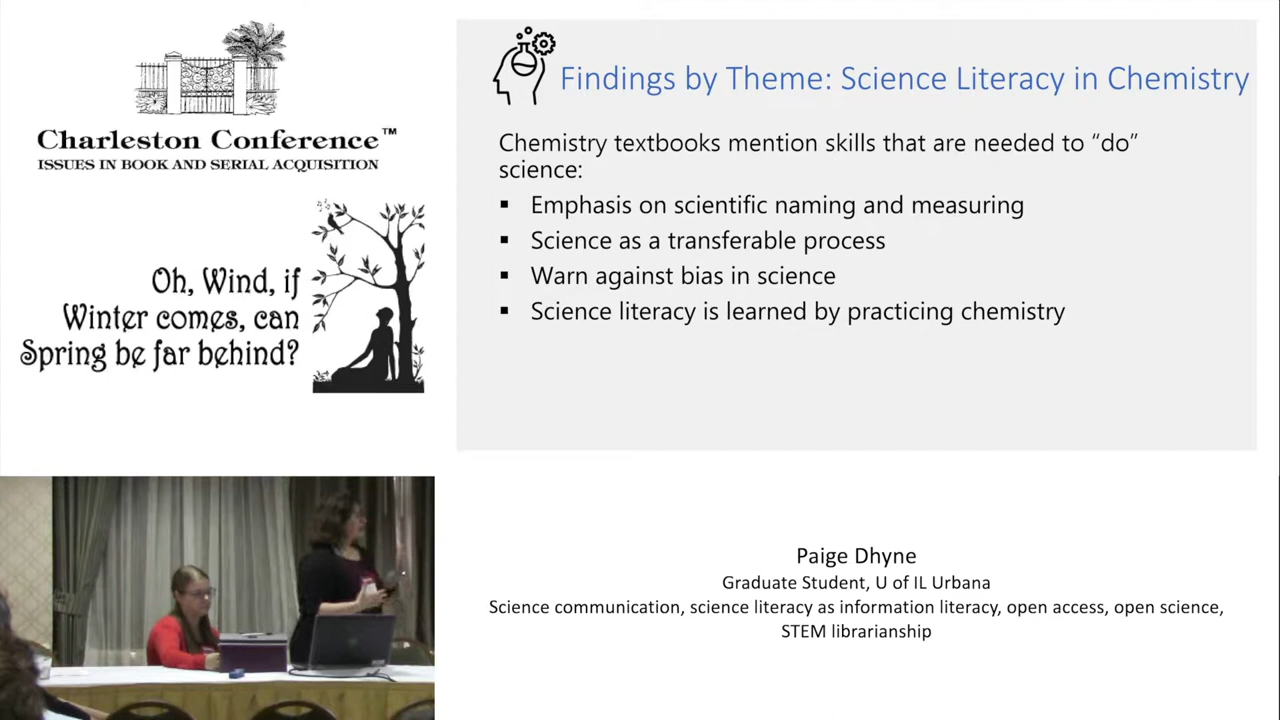 Charleston Conference™
ISSUES IN BOOK AND SERIAL ACQUISITION
Oh, Wind, if
Winter comes, can
Spring be far behind?
Findings by Theme: Science Literacy in Chemistry
Chemistry textbooks mention skills that are needed to “do”
science:
▪ Emphasis on scientific naming and measuring
▪ Science as a transferable process
▪ Warn against bias in science
▪ Science literacy is learned by practicing chemistry
Paige Dhyne
Graduate Student, U of IL Urbana
Science communication, science literacy as information literacy, open access, open science,
STEM librarianship